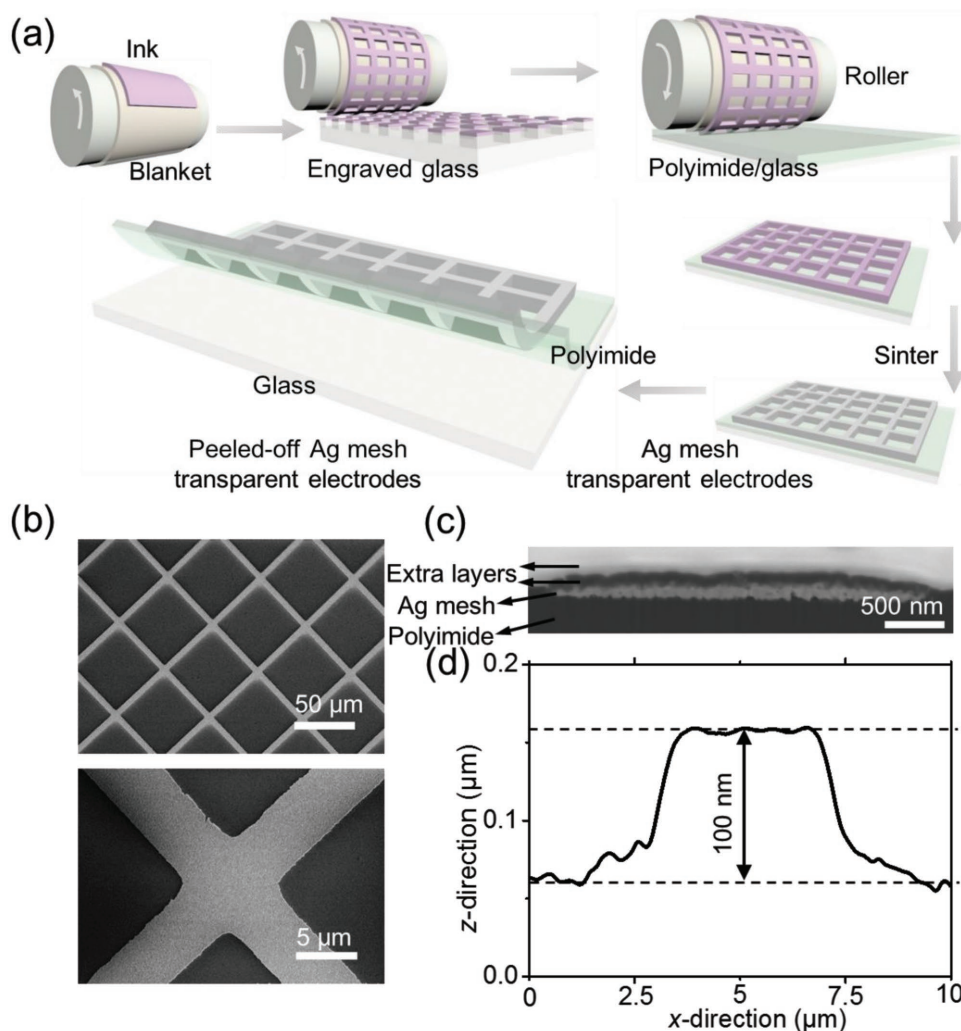 (a)
Ink
Blanket
Engraved glass
Roller
Polyimide/glass
Sinter
Ag mesh
transparent electrodes
Polyimide
Glass
Peeled-off Ag mesh
transparent electrodes
(b)
50 µm
5 µm
(c)
Extra layers
Ag mesh
Polyimide
500 nm
(d)
0.2
0.1
0.0
z-direction (µm)
100 nm
0
2.5
5
7.5
10
x-direction (µm)